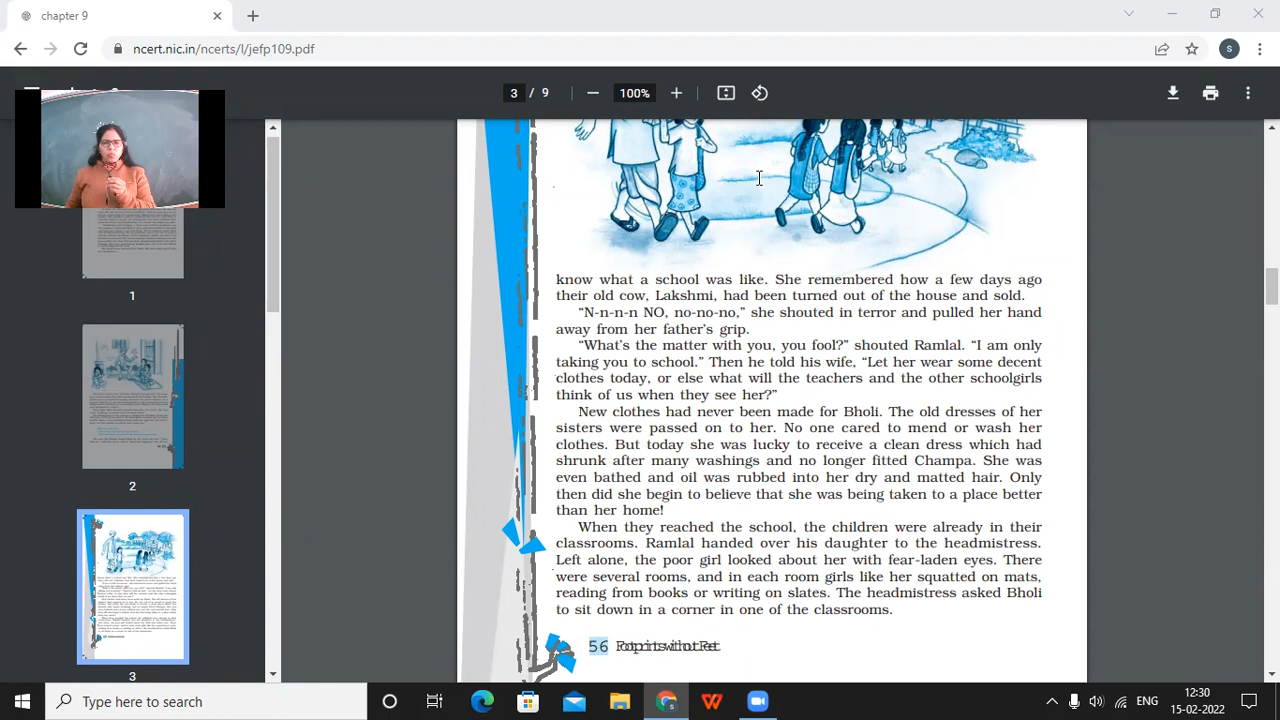 chapter 9
ncert.nic.in/ncerts/l/jefp109.pdf
S
3 / 9
100%
know what a school was like. She remembered how a few days ago
their old cow, Lakshmi, had been turned out of the house and sold.
“N-n-n-n NO, no-no-no,” she shouted in terror and pulled her hand
away from her father’s grip.
“What’s the matter with you, you fool?” shouted Ramlal. “I am only
taking you to school.” Then he told his wife, “Let her wear some decent
clothes today, or else what will the teachers and the other schoolgirls
think of us when they see her?”
New clothes had never been made for Bholi. The old dresses of her
sisters were passed on to her. No one cared to mend or wash her
clothes. But today she was lucky to receive a clean dress which had
shrunk after many washings and no longer fitted Champa. She was
even bathed and oil was rubbed into her dry and matted hair. Only
then did she begin to believe that she was being taken to a place better
than her home!
When they reached the school, the children were already in their
classrooms. Ramlal handed over his daughter to the headmistress.
Left alone, the poor girl looked about her with fear-laden eyes. There
were several rooms, and in each room girls like her squatted on mats,
reading from books or writing on slates. The headmistress asked Bholi
to sit down in a corner in one of the classrooms.
56
1
2
3
Type here to search
ENG
12:30
15-02-2022